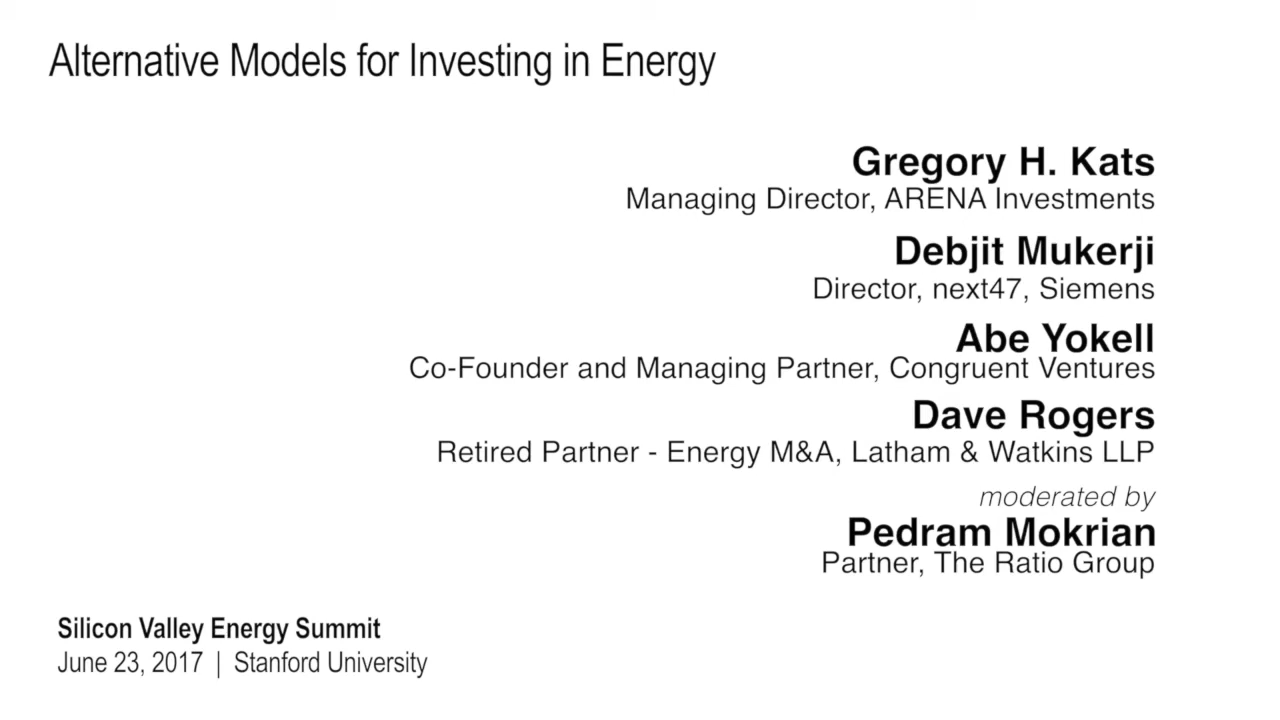 Alternative Models for Investing in Energy
Gregory H. Kats
Managing Director, ARENA Investments
Debjit Mukerji
Director, next47, Siemens
Abe Yokell
Co-Founder and Managing Partner, Congruent Ventures
Dave Rogers
Retired Partner - Energy M&A, Latham & Watkins LLP
moderated by
Pedram Mokrian
Partner, The Ratio Group
Silicon Valley Energy Summit
June 23, 2017 | Stanford University